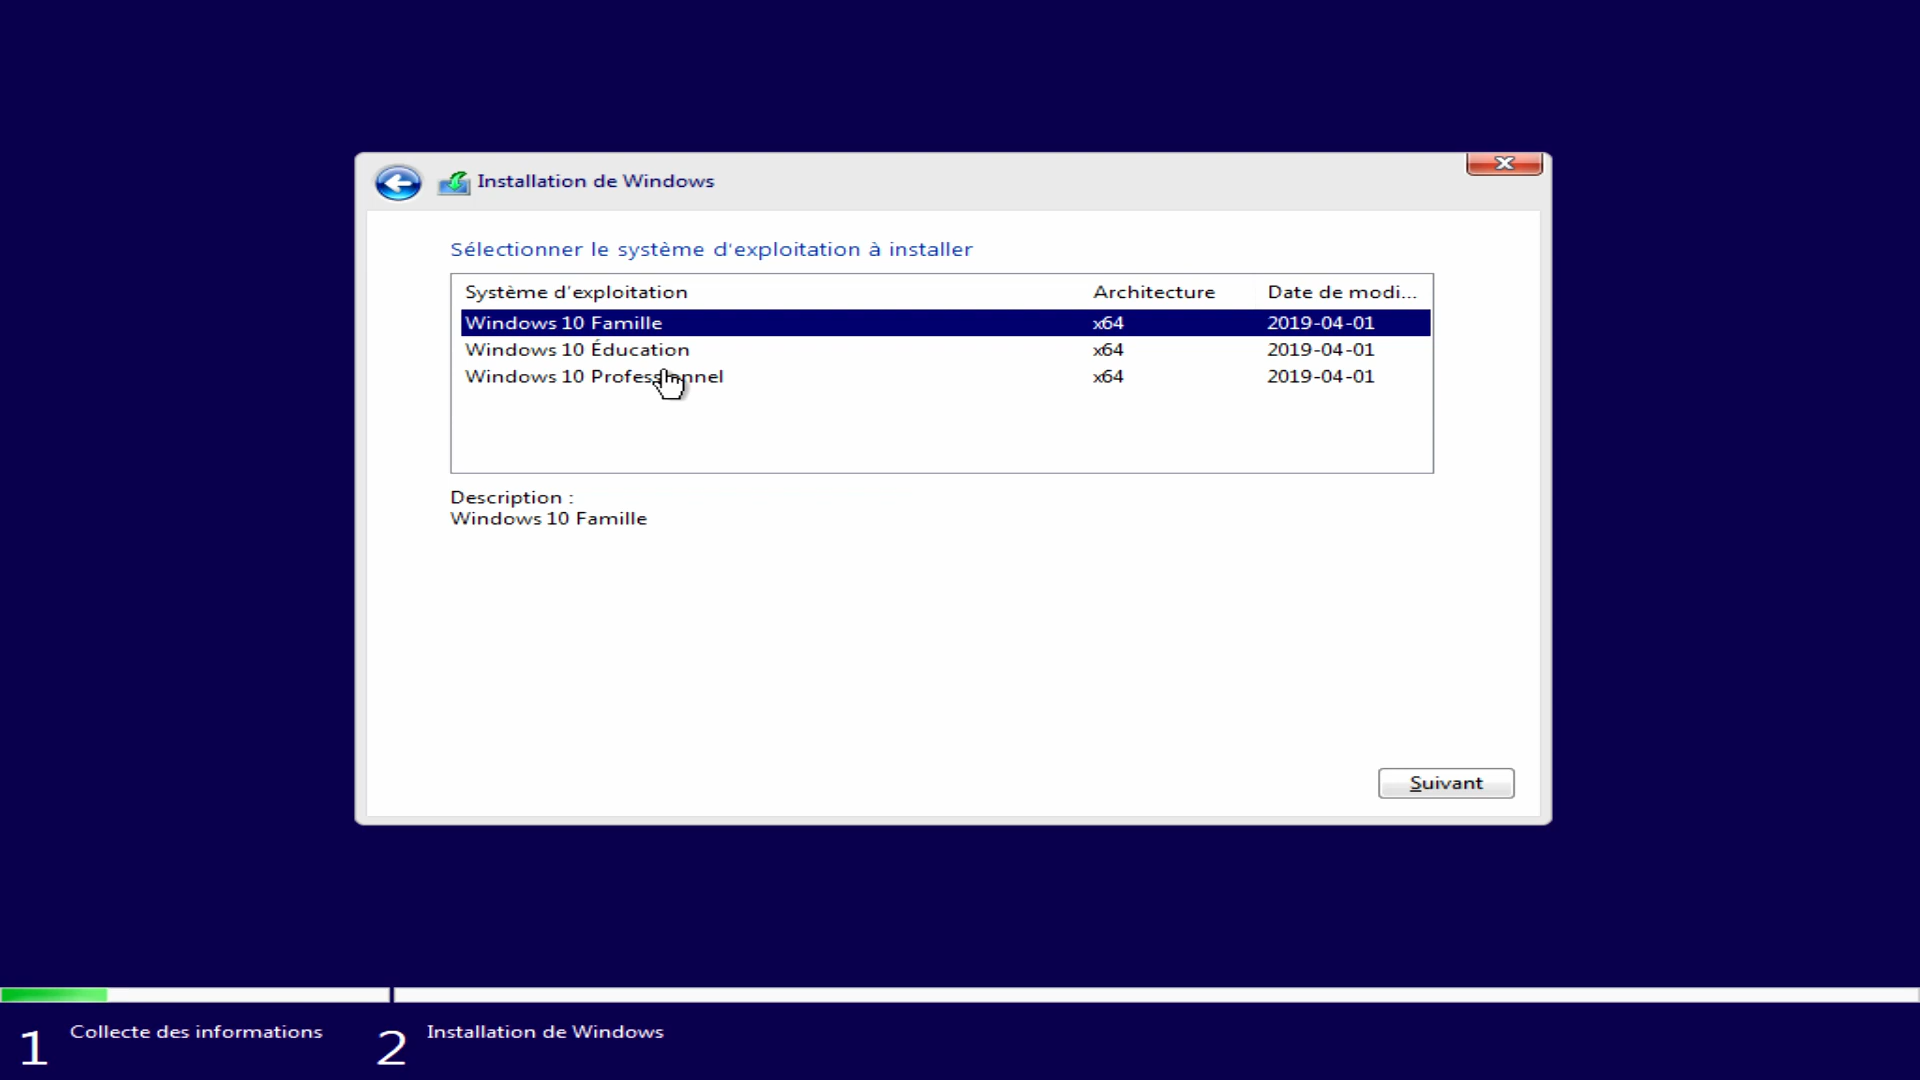 Installation de Windows
Sélectionner le système d'exploitation à installer
Système d'exploitation Architecture Date de modi...
Windows 10 Famille x64 2019-04-01
Windows 10 Éducation x64 2019-04-01
Windows 10 Professionnel x64 2019-04-01
Description :
Windows 10 Famille
Suivant
1 Collecte des informations 2 Installation de Windows